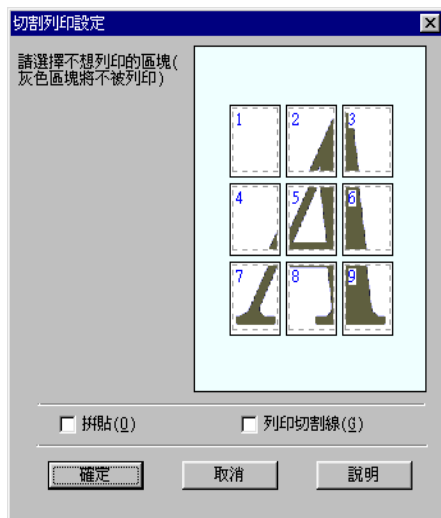 切割列印設定
請選擇不想列印的區塊(
灰色區塊將不被列印)
1 2 3
4 5 6
7 8 9
拼貼(O) 列印切割線(G)
確定 取消 說明